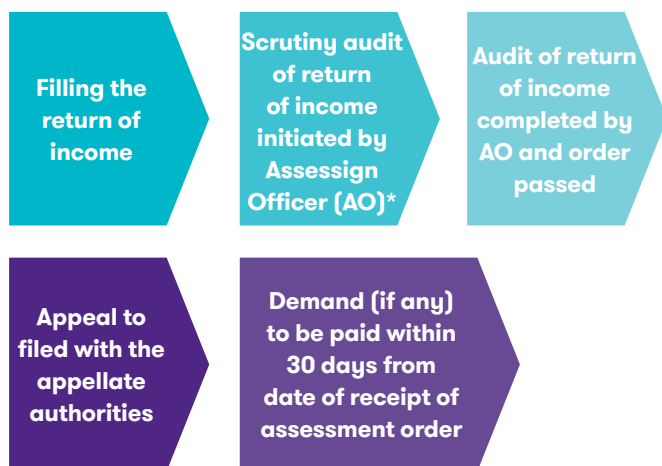 Filling the
return of
income
Scrutiny audit
of return
of income
initiated by
Assessign
Officer (AO)*
Audit of return
of income
completed by
AO and order
passed
Appeal to
filed with the
appellate
authorities
Demand (if any)
to be paid within
30 days from
date of receipt of
assessment order